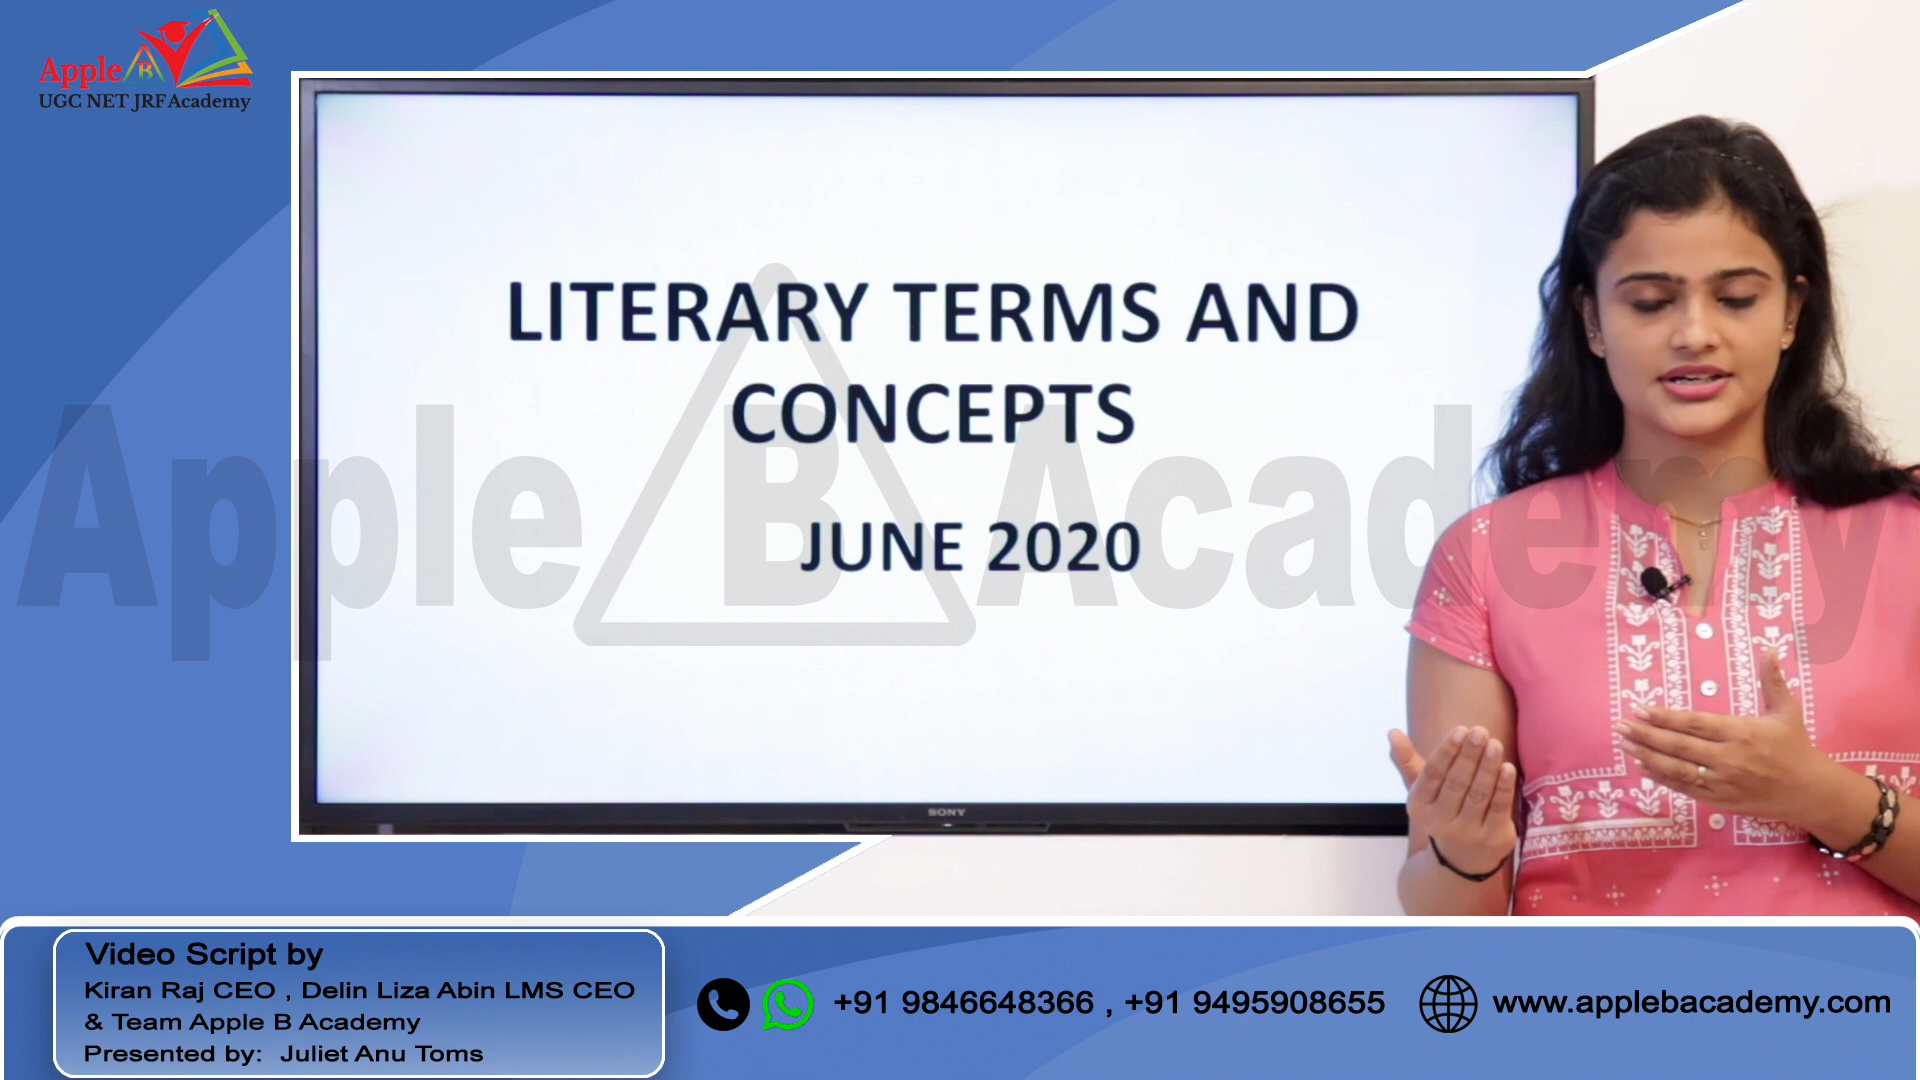 Apple B
UGC NET JRF Academy
LITERARY TERMS AND
CONCEPTS
JUNE 2020
Apple B Academy
SONY
Video Script by
Kiran Raj CEO , Delin Liza Abin LMS CEO
& Team Apple B Academy
Presented by: Juliet Anu Toms
+91 9846648366 , +91 9495908655
www.applebacademy.com